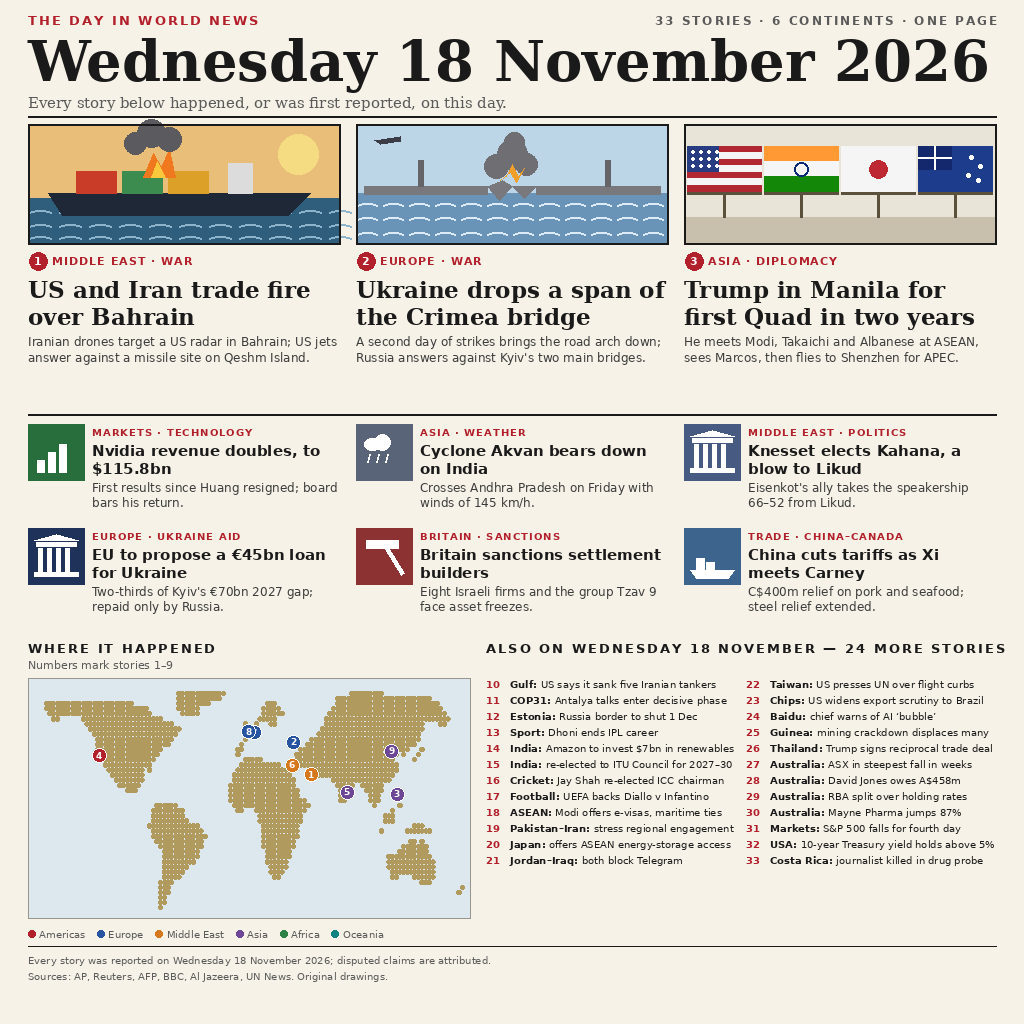 THE DAY IN WORLD NEWS
33 STORIES · 6 CONTINENTS · ONE PAGE
Wednesday 18 November 2026
Every story below happened, or was first reported, on this day.
1 MIDDLE EAST · WAR
US and Iran trade fire
over Bahrain
Iranian drones target a US radar in Bahrain; US jets
answer against a missile site on Qeshm Island.
2 EUROPE · WAR
Ukraine drops a span of
the Crimea bridge
A second day of strikes brings the road arch down;
Russia answers against Kyiv's two main bridges.
3 ASIA · DIPLOMACY
Trump in Manila for
first Quad in two years
He meets Modi, Takaichi and Albanese at ASEAN,
sees Marcos, then flies to Shenzhen for APEC.
MARKETS · TECHNOLOGY
Nvidia revenue doubles, to
$115.8bn
First results since Huang resigned; board
bars his return.
ASIA · WEATHER
Cyclone Akvan bears down
on India
Crosses Andhra Pradesh on Friday with
winds of 145 km/h.
MIDDLE EAST · POLITICS
Knesset elects Kahana, a
blow to Likud
Eisenkot's ally takes the speakership
66–52 from Likud.
EUROPE · UKRAINE AID
EU to propose a €45bn loan
for Ukraine
Two-thirds of Kyiv's €70bn 2027 gap;
repaid only by Russia.
BRITAIN · SANCTIONS
Britain sanctions settlement
builders
Eight Israeli firms and the group Tzav 9
face asset freezes.
TRADE · CHINA–CANADA
China cuts tariffs as Xi
meets Carney
C$400m relief on pork and seafood;
steel relief extended.
WHERE IT HAPPENED
Numbers mark stories 1–9
4
8
2
6
1
9
5
3
Americas
Europe
Middle East
Asia
Africa
Oceania
ALSO ON WEDNESDAY 18 NOVEMBER — 24 MORE STORIES
10 Gulf: US says it sank five Iranian tankers
11 COP31: Antalya talks enter decisive phase
12 Estonia: Russia border to shut 1 Dec
13 Sport: Dhoni ends IPL career
14 India: Amazon to invest $7bn in renewables
15 India: re-elected to ITU Council for 2027–30
16 Cricket: Jay Shah re-elected ICC chairman
17 Football: UEFA backs Diallo v Infantino
18 ASEAN: Modi offers e-visas, maritime ties
19 Pakistan–Iran: stress regional engagement
20 Japan: offers ASEAN energy-storage access
21 Jordan–Iraq: both block Telegram
22 Taiwan: US presses UN over flight curbs
23 Chips: US widens export scrutiny to Brazil
24 Baidu: chief warns of AI ‘bubble’
25 Guinea: mining crackdown displaces many
26 Thailand: Trump signs reciprocal trade deal
27 Australia: ASX in steepest fall in weeks
28 Australia: David Jones owes A$458m
29 Australia: RBA split over holding rates
30 Australia: Mayne Pharma jumps 87%
31 Markets: S&P 500 falls for fourth day
32 USA: 10-year Treasury yield holds above 5%
33 Costa Rica: journalist killed in drug probe
Every story was reported on Wednesday 18 November 2026; disputed claims are attributed.
Sources: AP, Reuters, AFP, BBC, Al Jazeera, UN News. Original drawings.